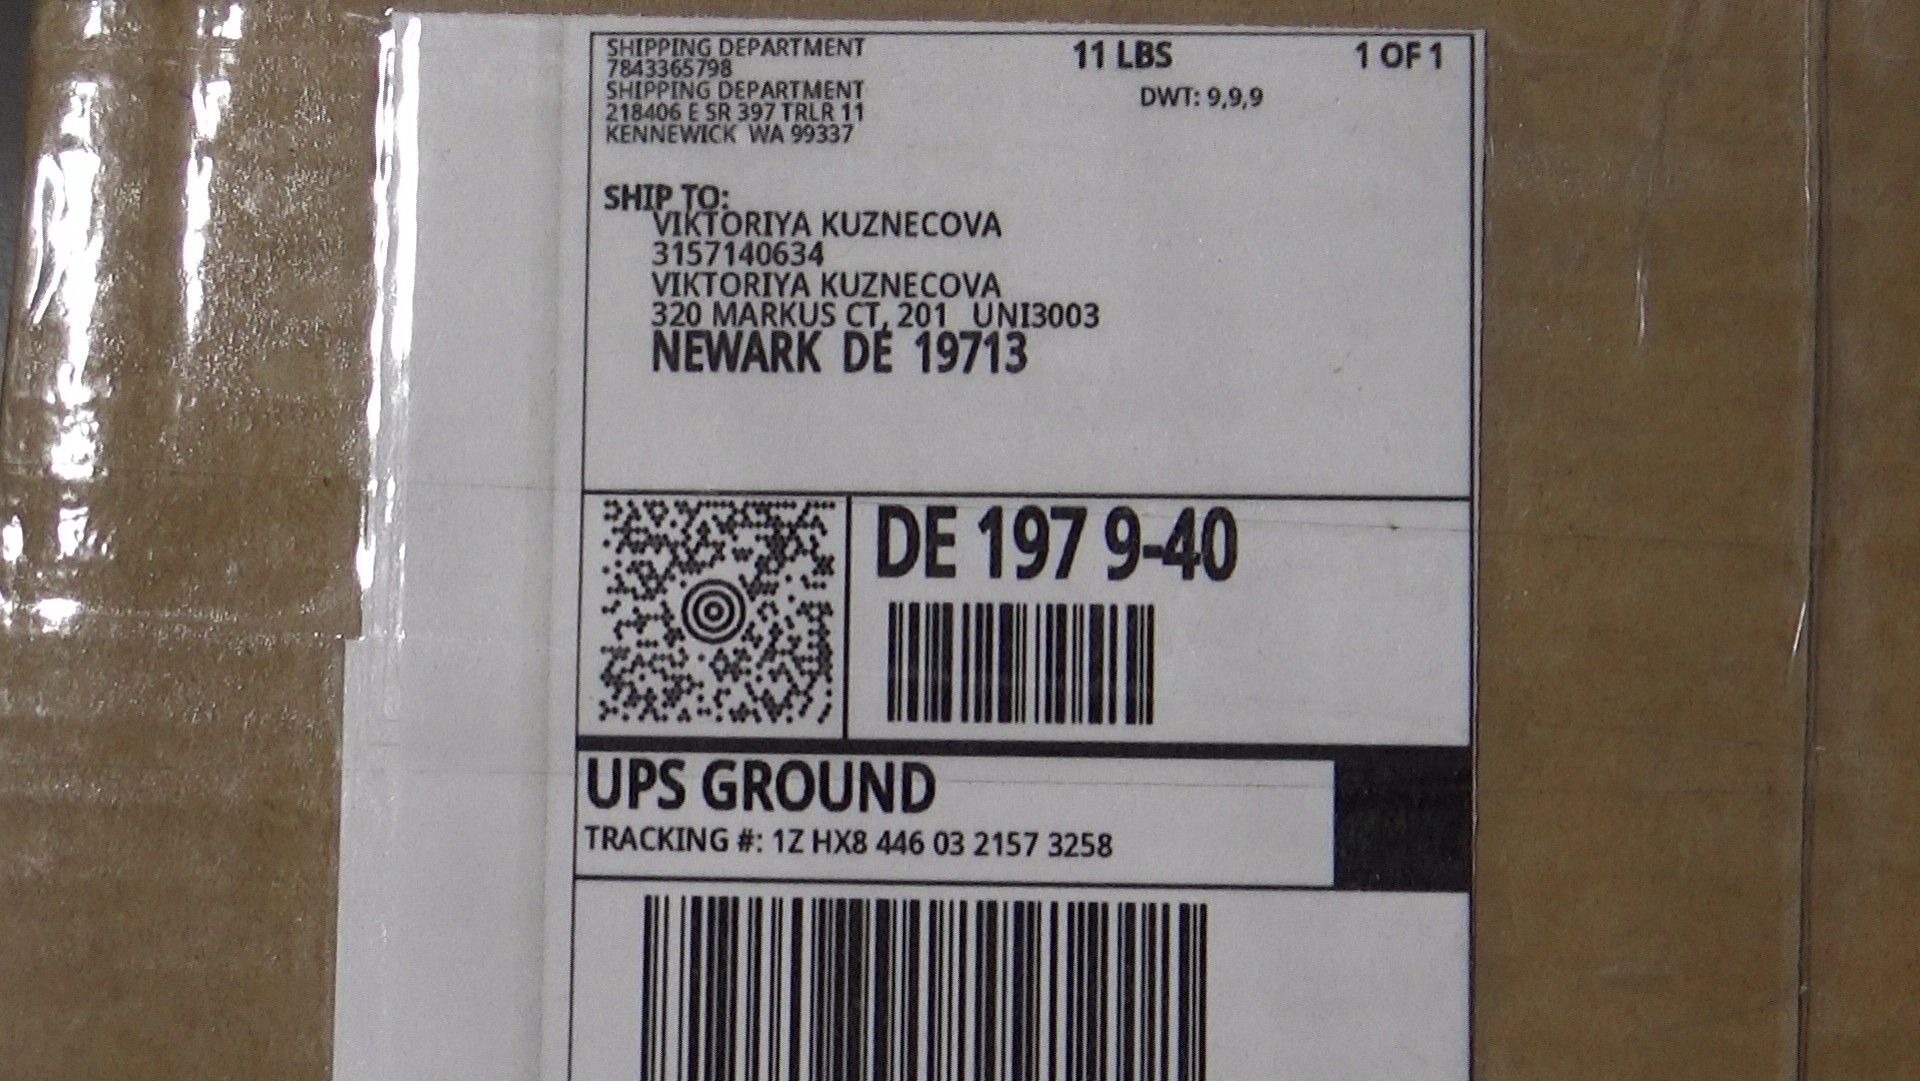 SHIPPING DEPARTMENT
7843365798
SHIPPING DEPARTMENT
218406 E SR 397 TRLR 11
KENNEWICK WA 99337
11 LBS
1 OF 1
DWT: 9,9,9
SHIP TO:
VIKTORIYA KUZNECOVA
3157140634
VIKTORIYA KUZNECOVA
320 MARKUS CT, 201 UNI3003
NEWARK DE 19713
DE 197 9-40
UPS GROUND
TRACKING #: 1Z HX8 446 03 2157 3258